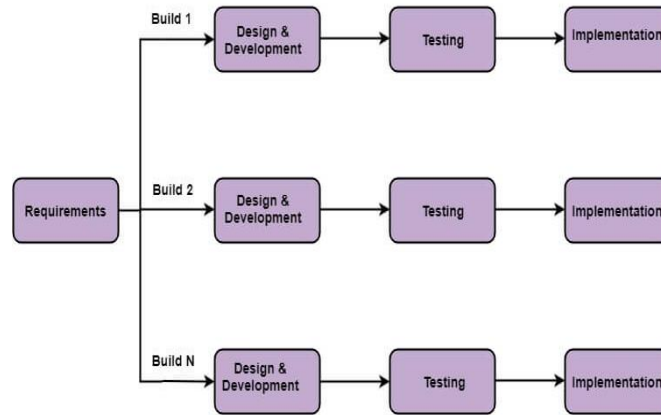 Build 1
Design &
Development
Testing
Implementation
Requirements
Build 2
Design &
Development
Testing
Implementation
Build N
Design &
Development
Testing
Implementation